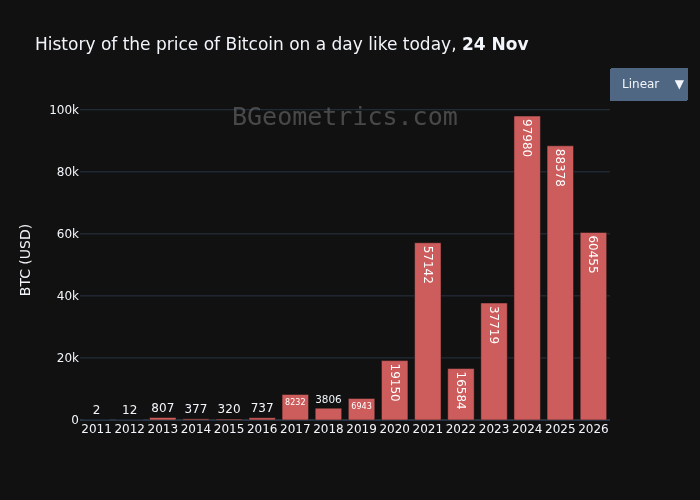 History of the price of Bitcoin on a day like today, 24 Nov
Linear ▼
BGeometrics.com
BTC (USD)
100k
80k
60k
40k
20k
0
2
12
807
377
320
737
8232
3806
6943
19150
57142
16584
37719
97980
88378
60455
2011 2012 2013 2014 2015 2016 2017 2018 2019 2020 2021 2022 2023 2024 2025 2026